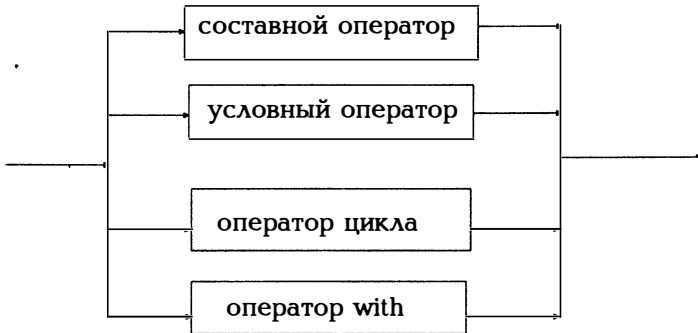 составной оператор
условный оператор
оператор цикла
оператор with